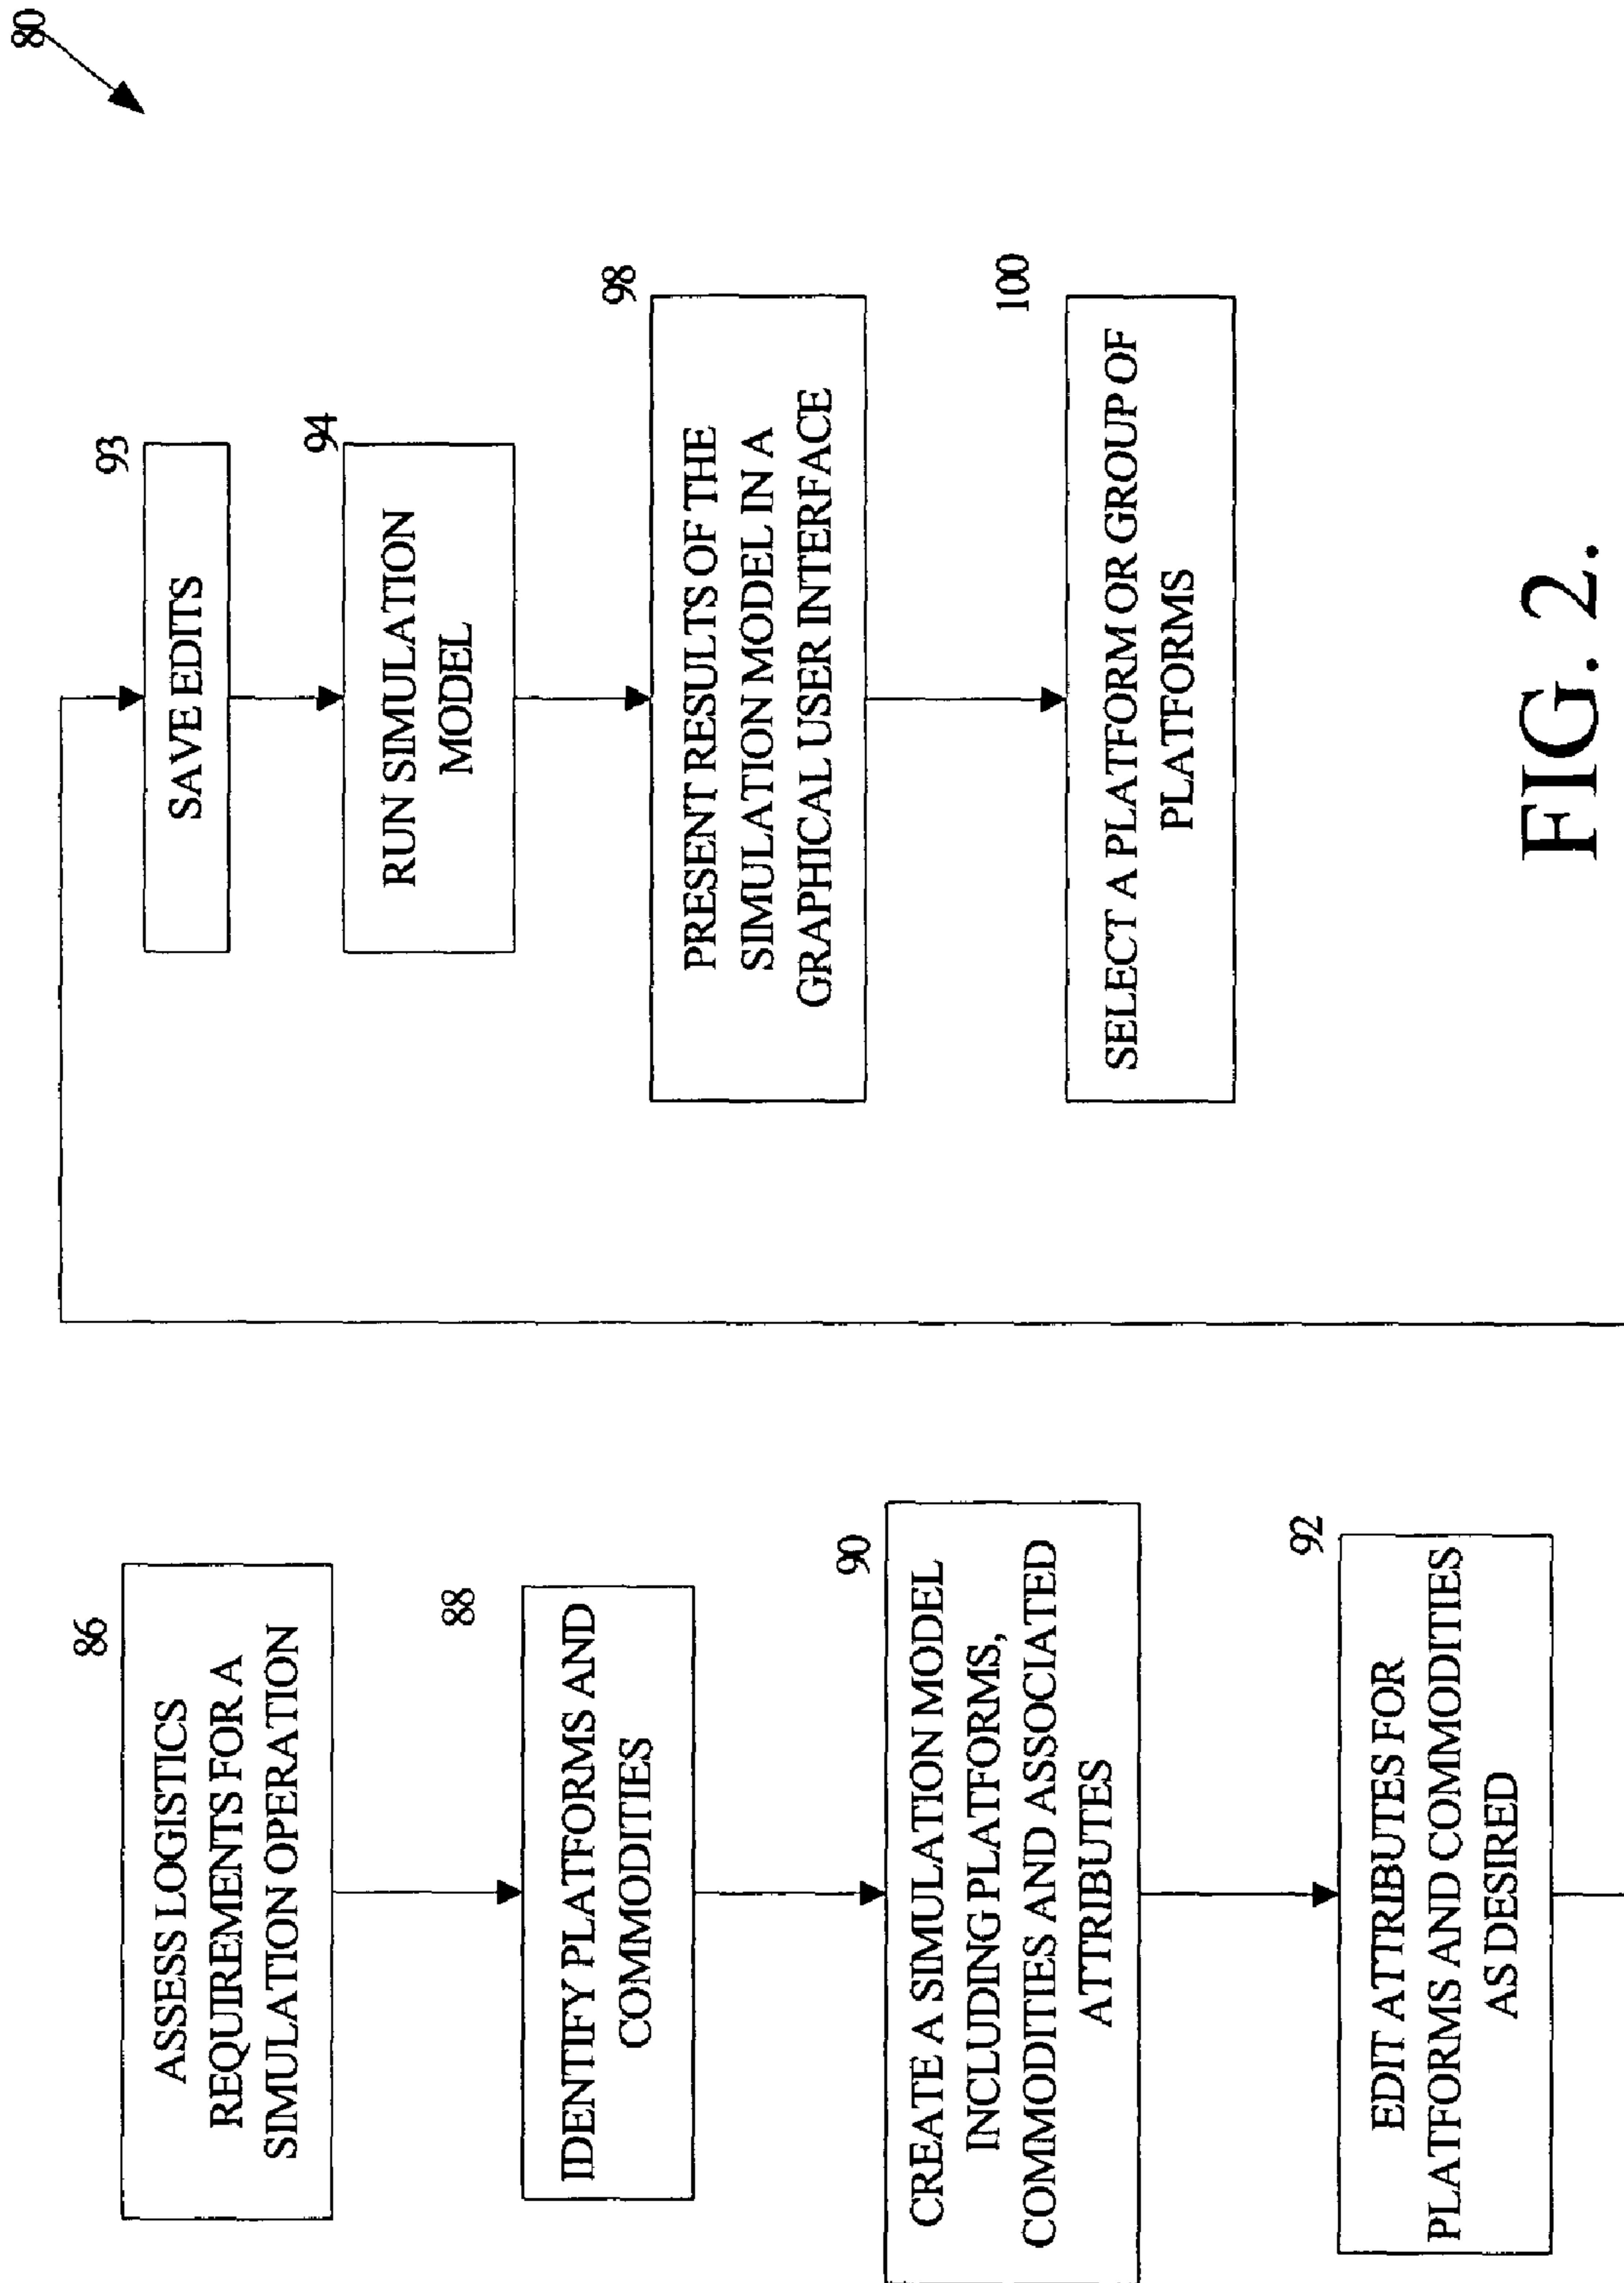 80
86
ASSESS LOGISTICS
REQUIREMENTS FOR A
SIMULATION OPERATION
88
IDENTIFY PLATFORMS AND
COMMODITIES
90
CREATE A SIMULATION MODEL
INCLUDING PLATFORMS,
COMMODITIES AND ASSOCIATED
ATTRIBUTES
92
EDIT ATTRIBUTES FOR
PLATFORMS AND COMMODITIES
AS DESIRED
93
SAVE EDITS
94
RUN SIMULATION
MODEL
98
PRESENT RESULTS OF THE
SIMULATION MODEL IN A
GRAPHICAL USER INTERFACE
100
SELECT A PLATFORM OR GROUP OF
PLATFORMS
FIG. 2.